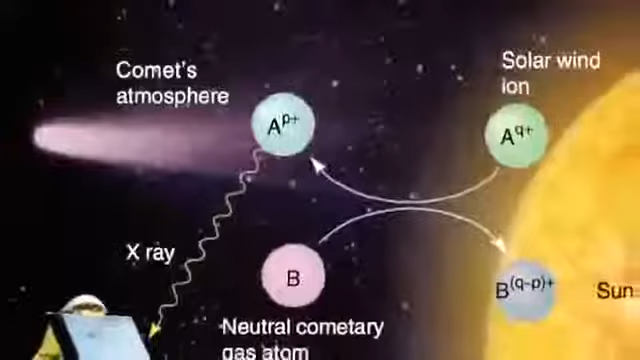 Solar wind
ion
Comet's
atmosphere
A^p+
A^q+
X ray
B
B^(q-p)+
Sun
Neutral cometary
gas atom